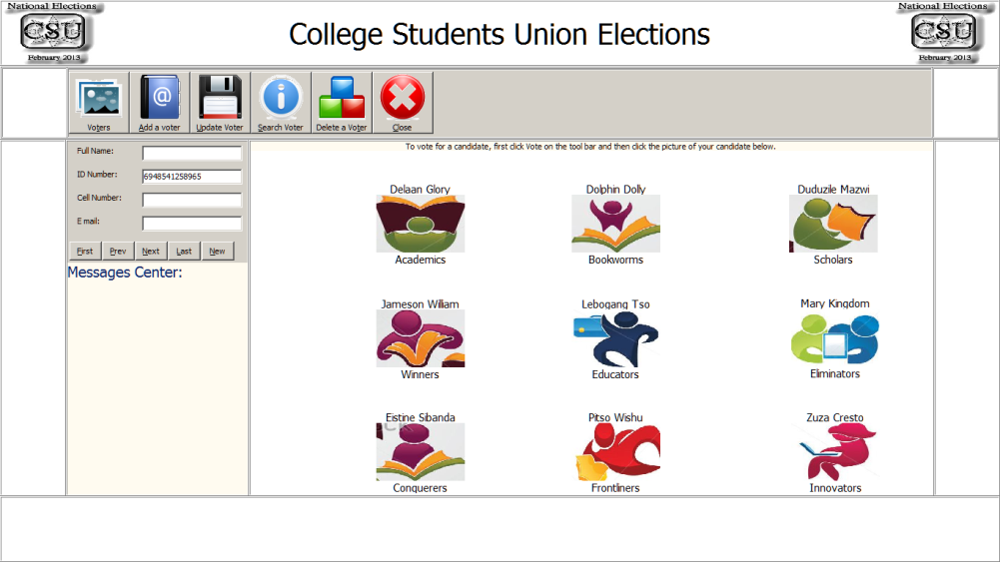 National Elections
CSU
February 2013
College Students Union Elections
National Elections
CSU
February 2013
Voters
Add a voter
Update Voter
Search Voter
Delete a Voter
Close
Full Name:
ID Number: 6948541258965
Cell Number:
E mail:
First Prev Next Last New
Messages Center:
To vote for a candidate, first click Vote on the tool bar and then click the picture of your candidate below.
Delaan Glory
Academics
Dolphin Dolly
Bookworms
Duduzile Mazwi
Scholars
Jameson William
Winners
Lebogang Tso
Educators
Mary Kingdom
Eliminators
Eistine Sibanda
Conquerers
Pitso Wishu
Frontliners
Zuza Cresto
Innovators